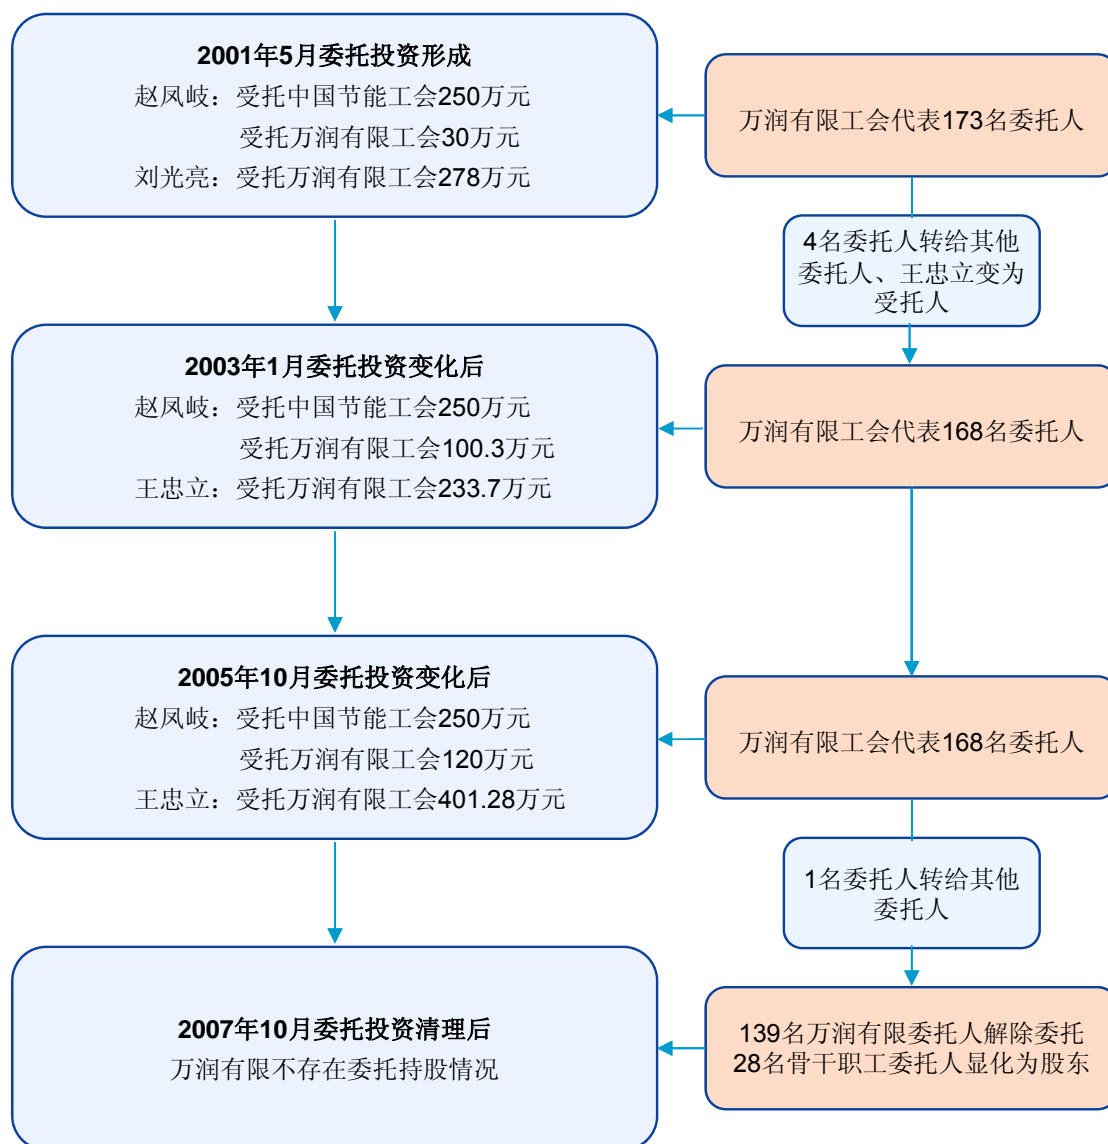 2001年5月委托投资形成
赵凤岐：受托中国节能工会250万元
受托万润有限工会30万元
刘光亮：受托万润有限工会278万元
万润有限工会代表173名委托人
4名委托人转给其他
委托人、王忠立变为
受托人
2003年1月委托投资变化后
赵凤岐：受托中国节能工会250万元
受托万润有限工会100.3万元
王忠立：受托万润有限工会233.7万元
万润有限工会代表168名委托人
2005年10月委托投资变化后
赵凤岐：受托中国节能工会250万元
受托万润有限工会120万元
王忠立：受托万润有限工会401.28万元
万润有限工会代表168名委托人
1名委托人转给其他
委托人
2007年10月委托投资清理后
万润有限不存在委托持股情况
139名万润有限委托人解除委托
28名骨干职工委托人显化为股东